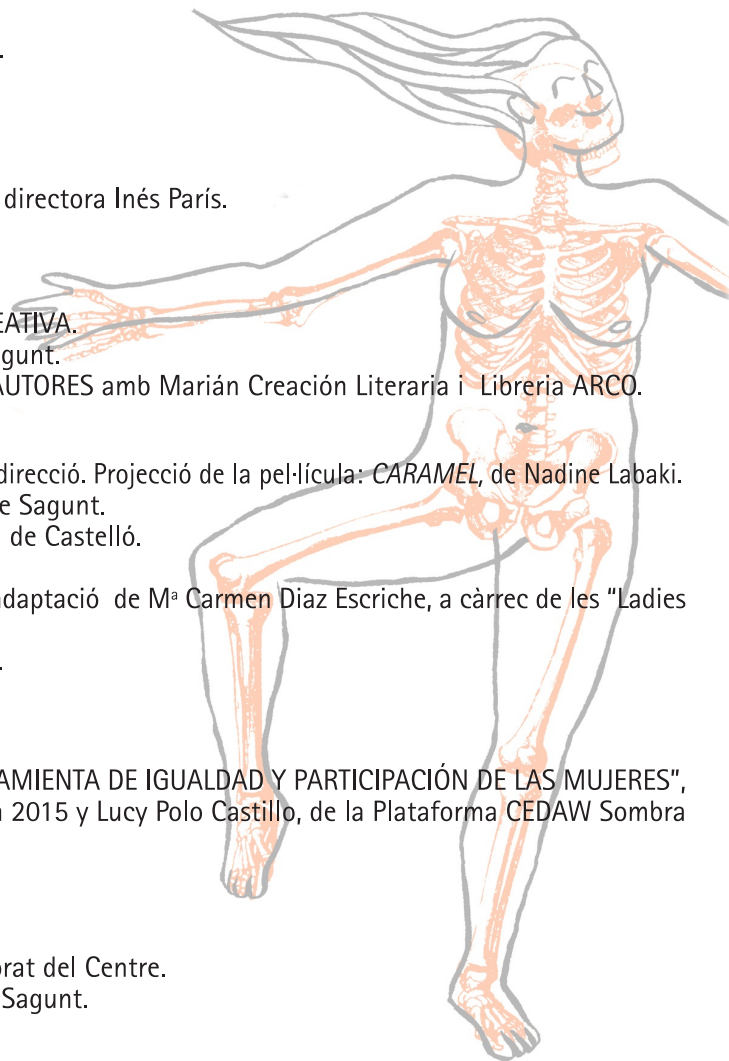 .
directora Inés París.
EATIVA.
gunt.
AUTORES amb Marián Creación Literaria i Libreria ARCO.
direcció. Projecció de la pel·lícula: CARAMEL, de Nadine Labaki.
e Sagunt.
de Castelló.
adaptació de Mª Carmen Diaz Escriche, a càrrec de les "Ladies
.
AMIENTA DE IGUALDAD Y PARTICIPACIÓN DE LAS MUJERES",
2015 y Lucy Polo Castillo, de la Plataforma CEDAW Sombra
orat del Centre.
Sagunt.